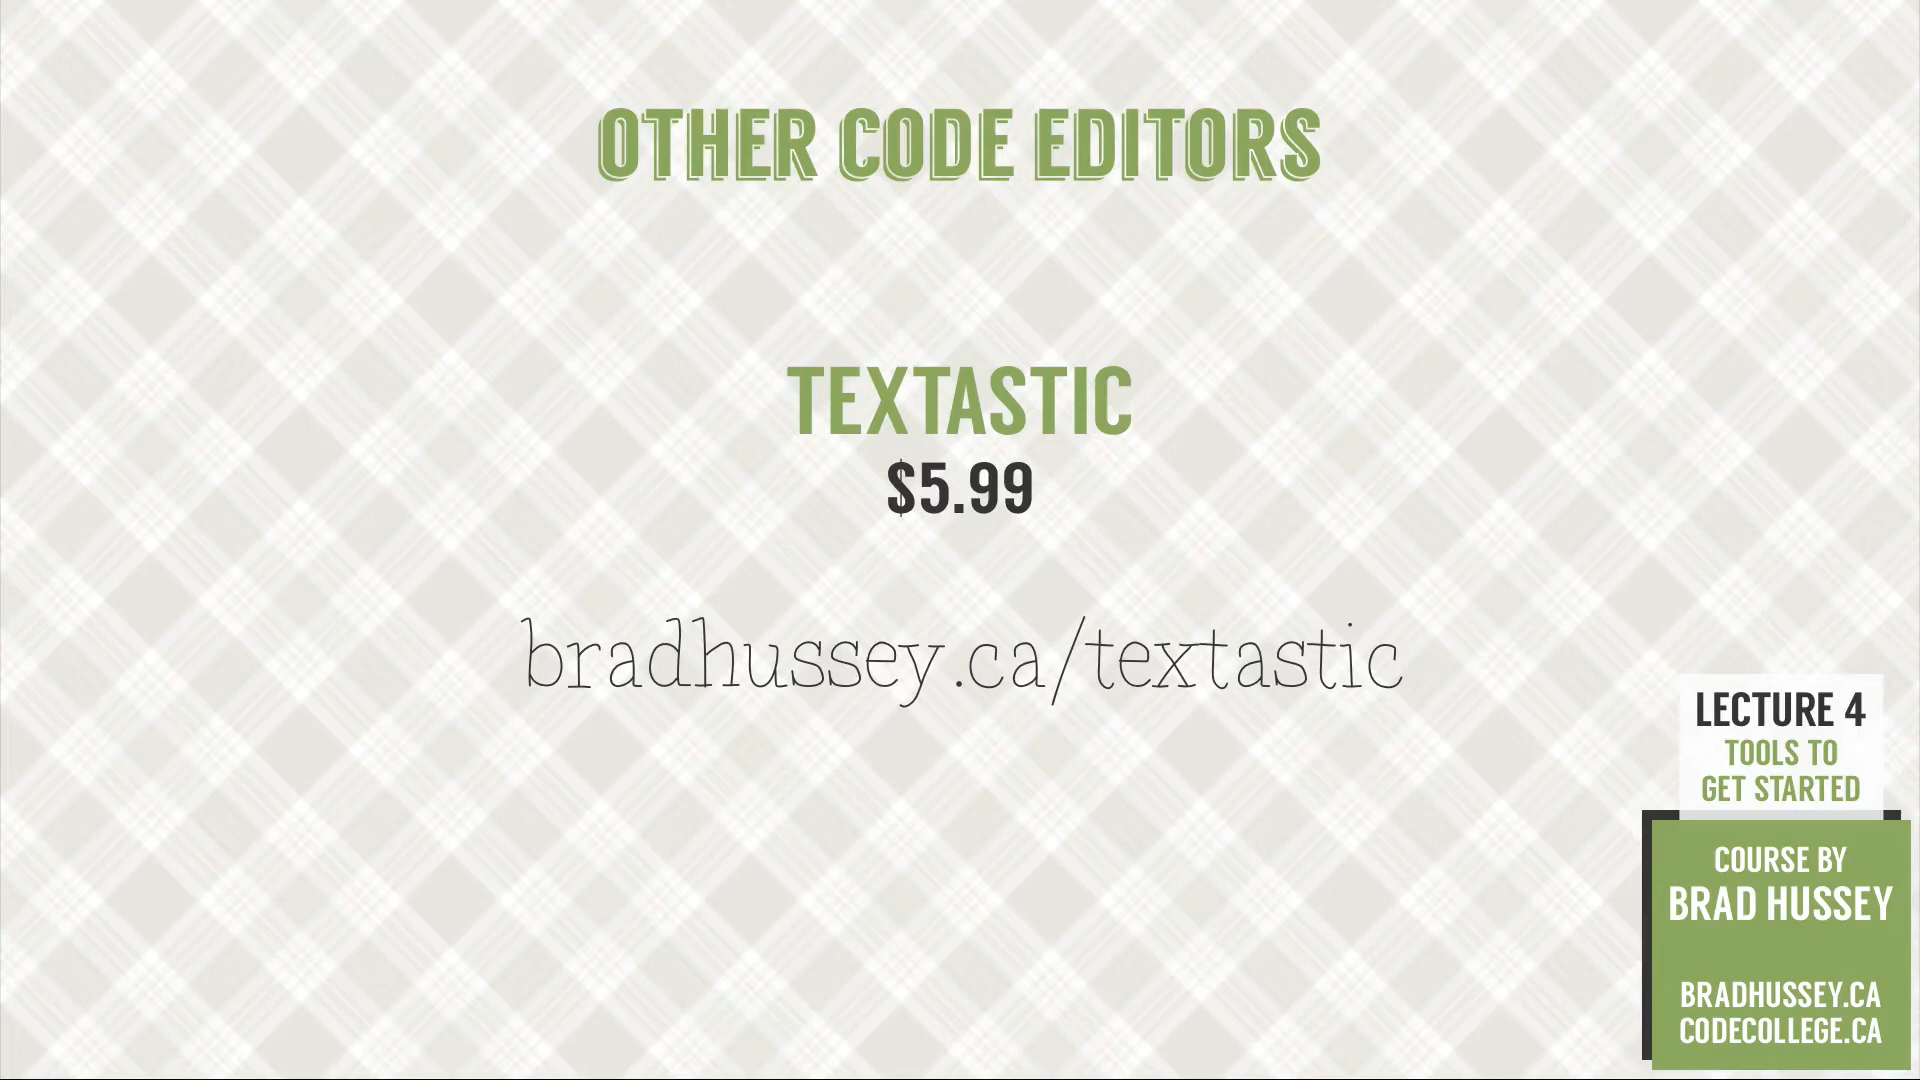 OTHER CODE EDITORS
TEXTASTIC
$5.99
bradhussey.ca/textastic
LECTURE 4
TOOLS TO
GET STARTED
COURSE BY
BRAD HUSSEY
BRADHUSSEY.CA
CODECOLLEGE.CA